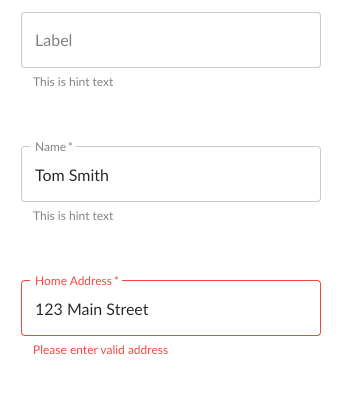 Label
This is hint text
Name *
Tom Smith
This is hint text
Home Address *
123 Main Street
Please enter valid address